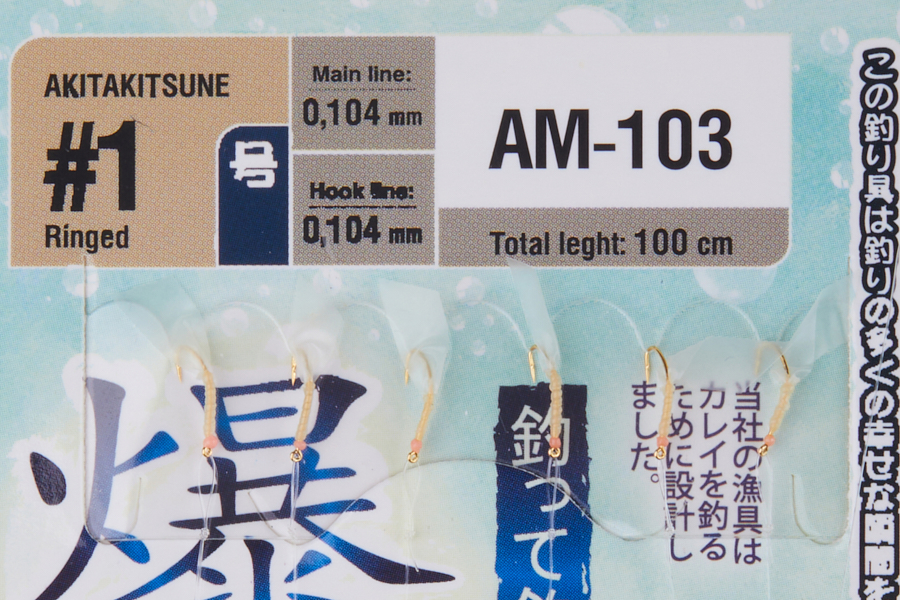 AKITAKITSUNE
#1
Ringed
号
Main line:
0,104 mm
Hook line:
0,104 mm
AM-103
Total leght: 100 cm
この釣り具は釣りの多くの幸せな瞬間を
爆
釣って
当社の漁具は
カレイを釣る
ために設計し
ました。